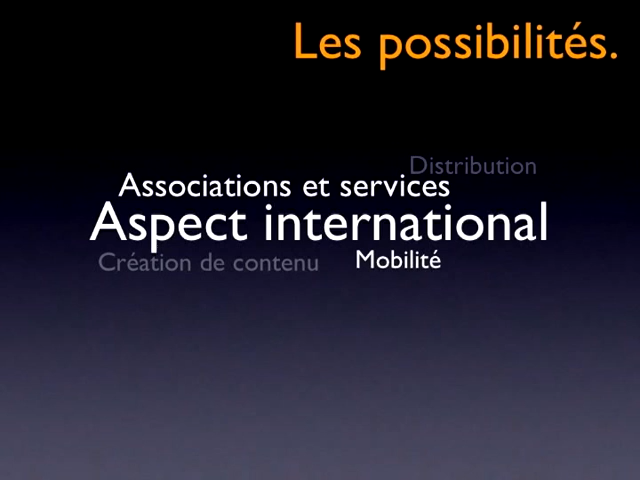 Les possibilités.
Distribution
Associations et services
Aspect international
Création de contenu
Mobilité